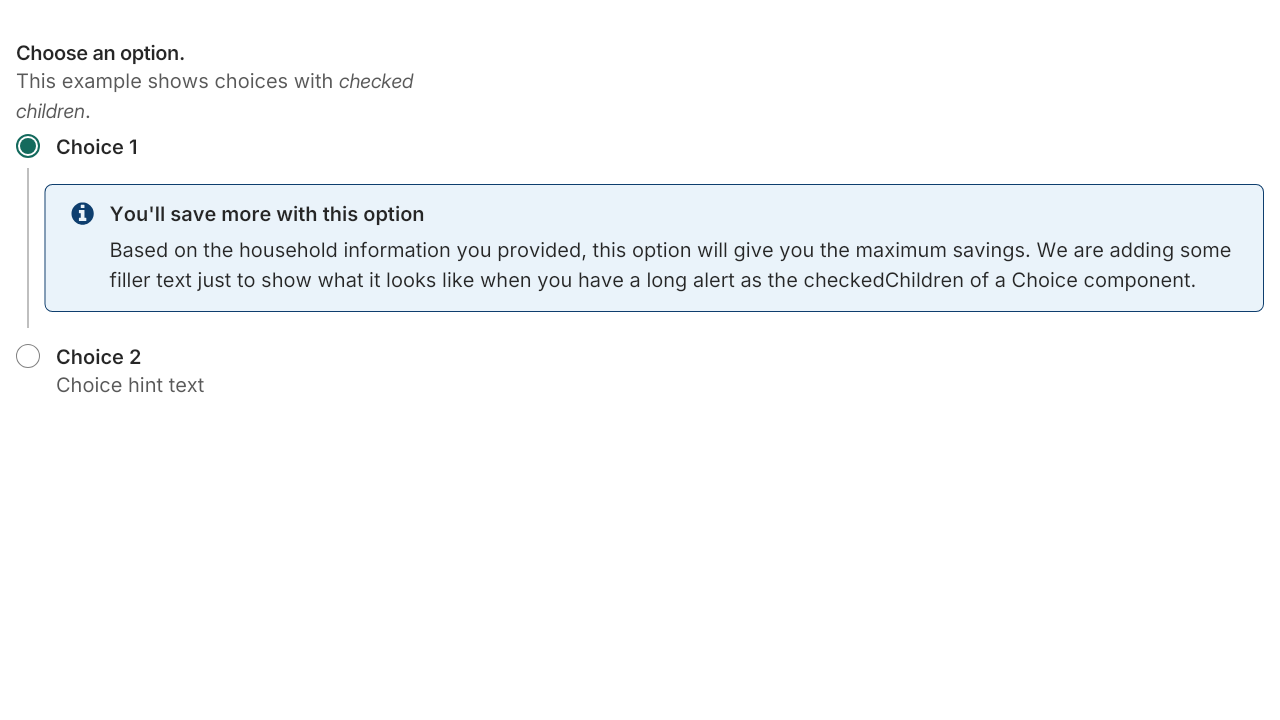 Choose an option.
This example shows choices with checked
children.
Choice 1
You'll save more with this option
Based on the household information you provided, this option will give you the maximum savings. We are adding some
filler text just to show what it looks like when you have a long alert as the checkedChildren of a Choice component.
Choice 2
Choice hint text